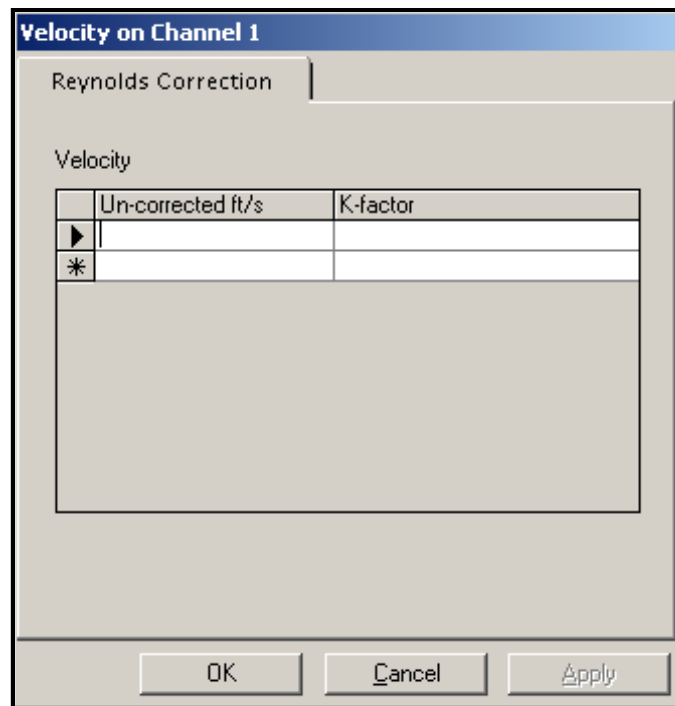 Velocity on Channel 1
Reynolds Correction
Velocity
Un-corrected ft/s K-factor
OK Cancel Apply